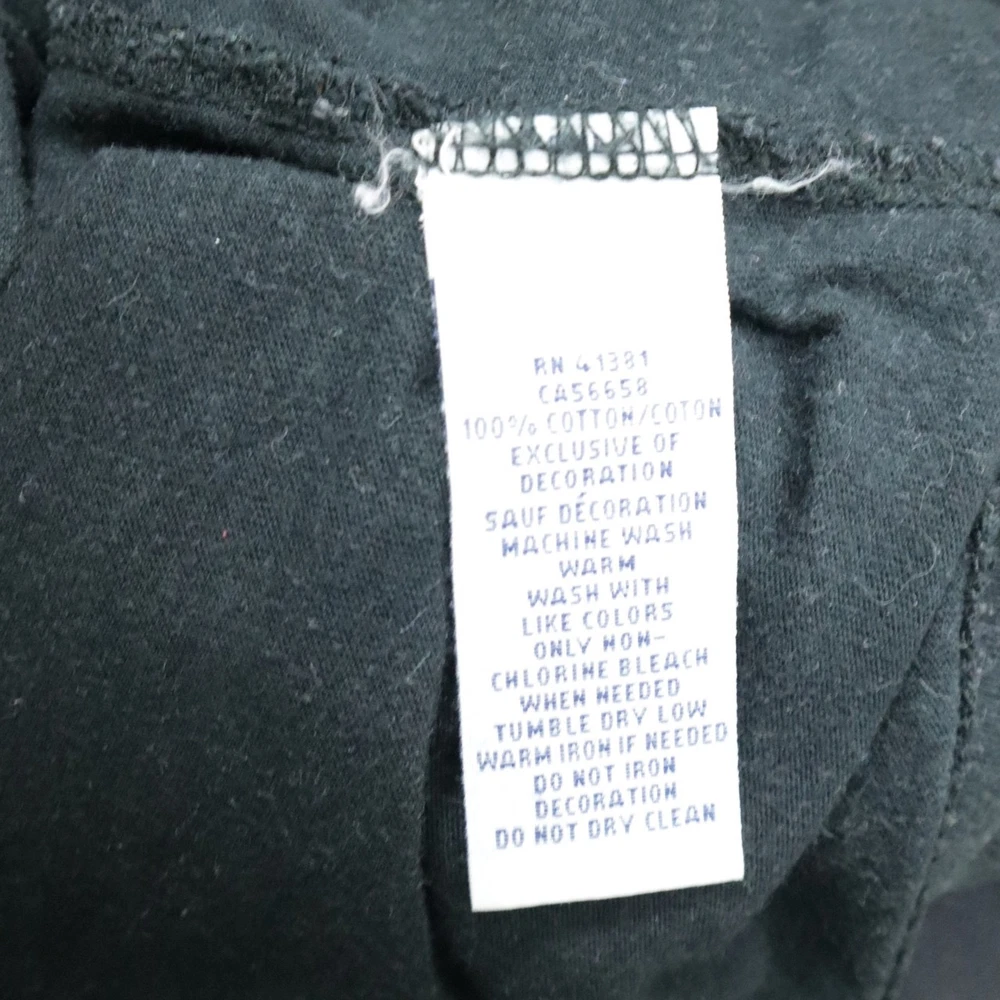 RN 41381
CA56658
100% COTTON/COTON
EXCLUSIVE OF
DECORATION
SAUF DÉCORATION
MACHINE WASH
WARM
WASH WITH
LIKE COLORS
ONLY NON-
CHLORINE BLEACH
WHEN NEEDED
TUMBLE DRY LOW
WARM IRON IF NEEDED
DO NOT IRON
DECORATION
DO NOT DRY CLEAN